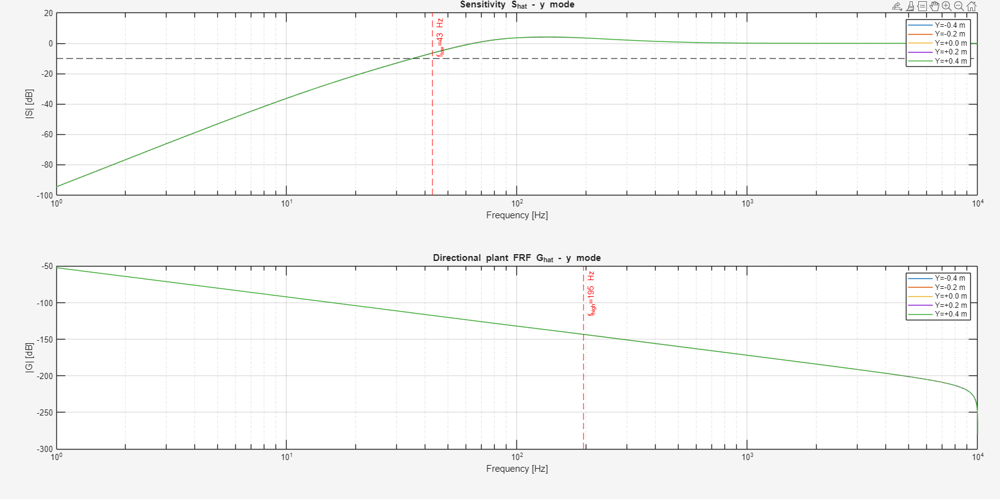 Sensitivity S_hat - y mode
20
0
-20
-40
-60
-80
-100
|S| [dB]
f_low=43 Hz
Y=-0.4 m
Y=-0.2 m
Y=+0.0 m
Y=+0.2 m
Y=+0.4 m
10^0
10^1
10^2
10^3
10^4
Frequency [Hz]
Directional plant FRF G_hat - y mode
-50
-100
-150
-200
-250
-300
|G| [dB]
f_high=195 Hz
Y=-0.4 m
Y=-0.2 m
Y=+0.0 m
Y=+0.2 m
Y=+0.4 m
10^0
10^1
10^2
10^3
10^4
Frequency [Hz]